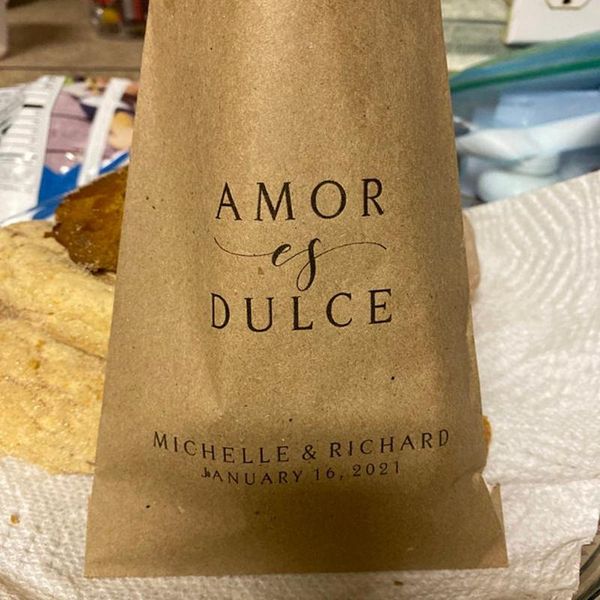 AMOR
es
DULCE
MICHELLE & RICHARD
JANUARY 16, 2021